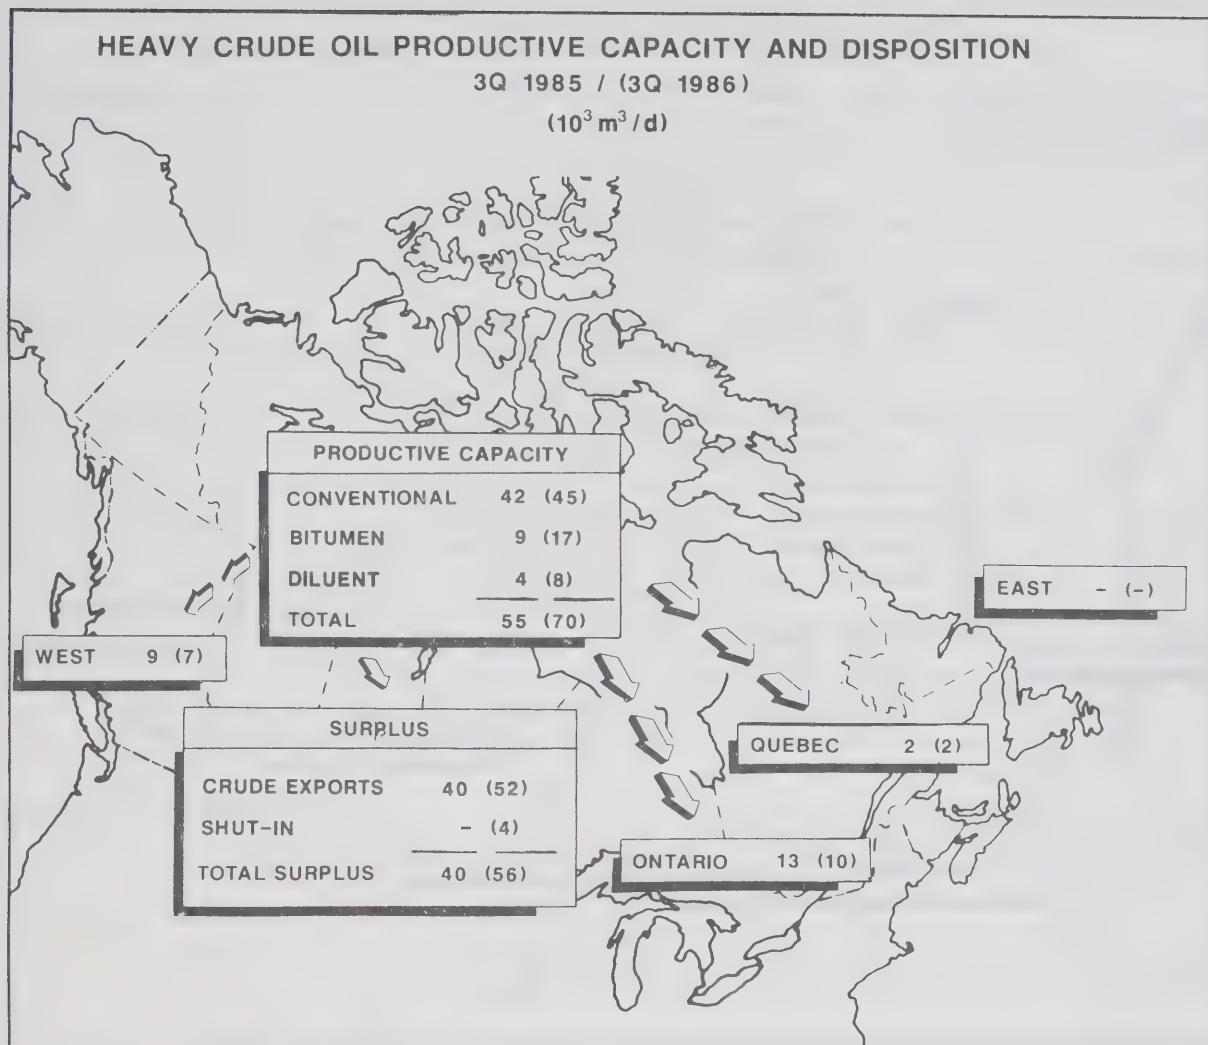 HEAVY CRUDE OIL PRODUCTIVE CAPACITY AND DISPOSITION
3Q 1985 / (3Q 1986)
(10³ m³/d)
PRODUCTIVE CAPACITY
CONVENTIONAL 42 (45)
BITUMEN 9 (17)
DILUENT 4 (8)
TOTAL 55 (70)
EAST - (-)
WEST 9 (7)
SURPLUS
CRUDE EXPORTS 40 (52)
SHUT-IN - (4)
TOTAL SURPLUS 40 (56)
QUEBEC 2 (2)
ONTARIO 13 (10)